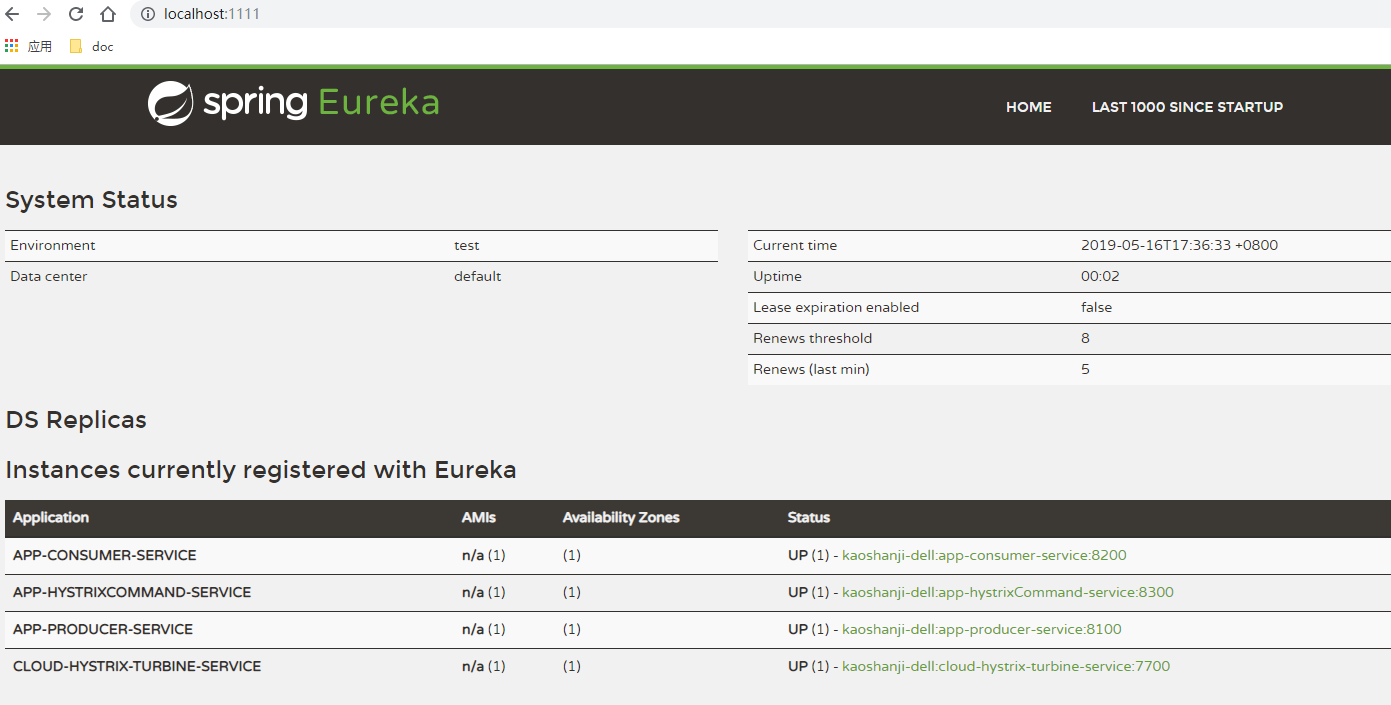 localhost:1111
应用 doc
spring Eureka HOME LAST 1000 SINCE STARTUP
System Status
Environment test
Data center default
Current time 2019-05-16T17:36:33 +0800
Uptime 00:02
Lease expiration enabled false
Renews threshold 8
Renews (last min) 5
DS Replicas
Instances currently registered with Eureka
Application AMIs Availability Zones Status
APP-CONSUMER-SERVICE n/a (1) (1) UP (1) - kaoshanji-dell:app-consumer-service:8200
APP-HYSTRIXCOMMAND-SERVICE n/a (1) (1) UP (1) - kaoshanji-dell:app-hystrixCommand-service:8300
APP-PRODUCER-SERVICE n/a (1) (1) UP (1) - kaoshanji-dell:app-producer-service:8100
CLOUD-HYSTRIX-TURBINE-SERVICE n/a (1) (1) UP (1) - kaoshanji-dell:cloud-hystrix-turbine-service:7700